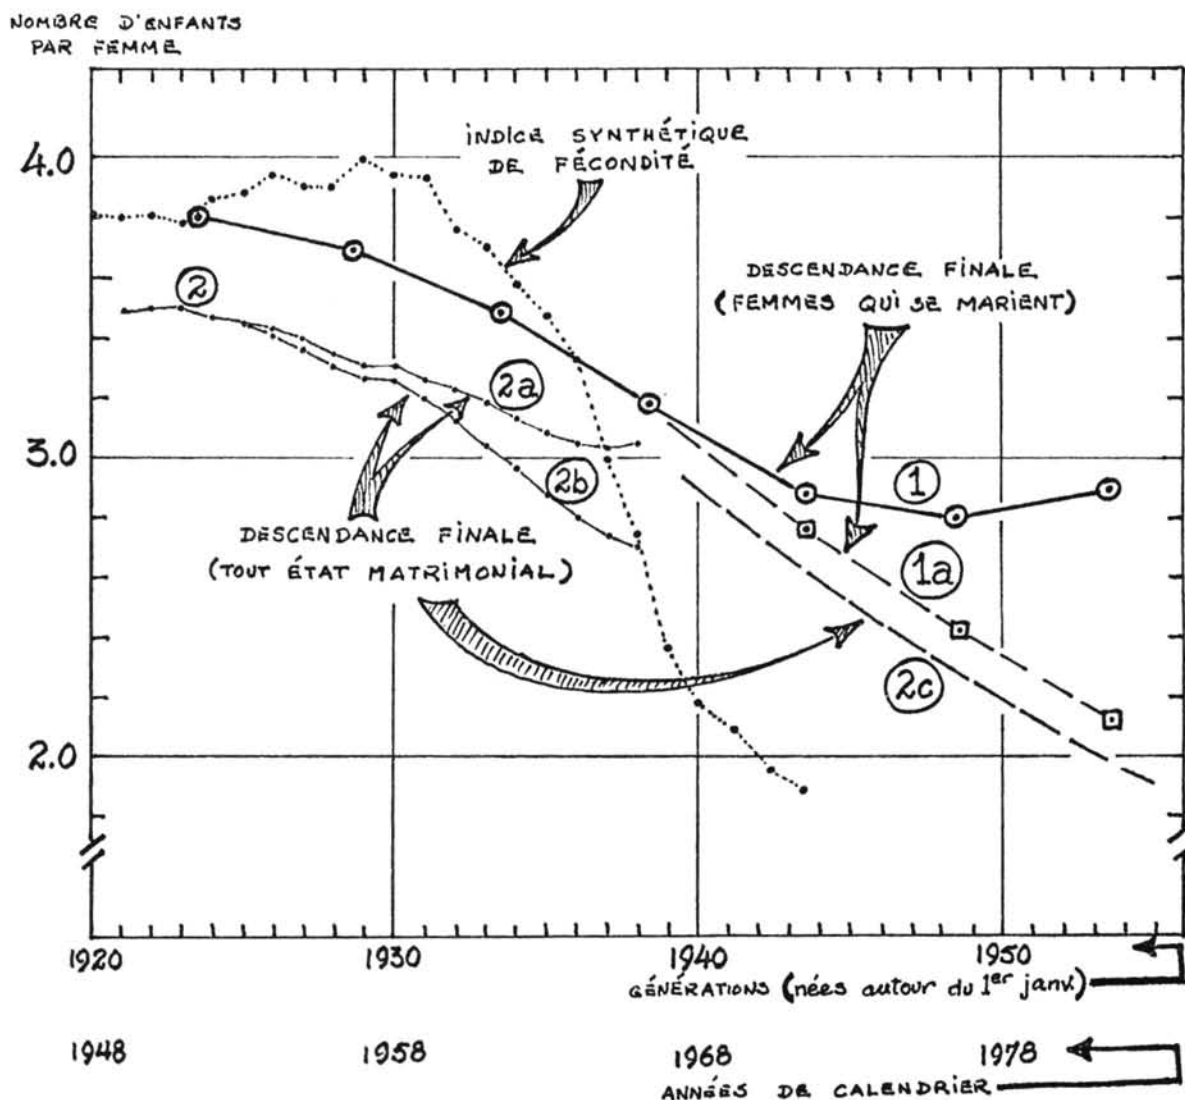 NOMBRE D'ENFANTS
PAR FEMME
4.0
3.0
2.0
INDICE SYNTHÉTIQUE
DE FÉCONDITÉ
DESCENDANCE FINALE
(FEMMES QUI SE MARIENT)
2
2a
2b
1
1a
2c
DESCENDANCE FINALE
(TOUT ÉTAT MATRIMONIAL)
1920 1930 1940 1950
GÉNÉRATIONS (nées autour du 1er janv.)
1948 1958 1968 1978
ANNÉES DE CALENDRIER